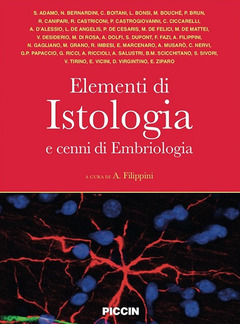 S. ADAMO, N. BERNARDINI, C. BOITANI, L. BONSI, M. BOUCHÉ, P. BRUN,
R. CANIPARI, R. CASTRICONI, P. CASTROGIOVANNI, C. CICCARELLI,
A. D'ALESSIO, L. DE ANGELIS, P. DE CESARIS, M. DE FELICI, M. DE MATTEI,
V. DESIDERIO, M. DI ROSA, A. DOLFI, S. DUPONT, F. FAZI, A. FILIPPINI,
N. GAGLIANO, M. GRANO, R. IMBESI, E. MARCENARO, A. MUSARÒ, C. NERVI,
G.P. PAPACCIO, G. RICCI, A. RICCIOLI, A. SALUSTRI, B.M. SCICCHITANO, S. SIVORI,
V. TIRINO, E. VICINI, D. VIRGINTINO, E. ZIPARO
Elementi di
Istologia
e cenni di Embriologia
A CURA DI A. Filippini
PICCIN